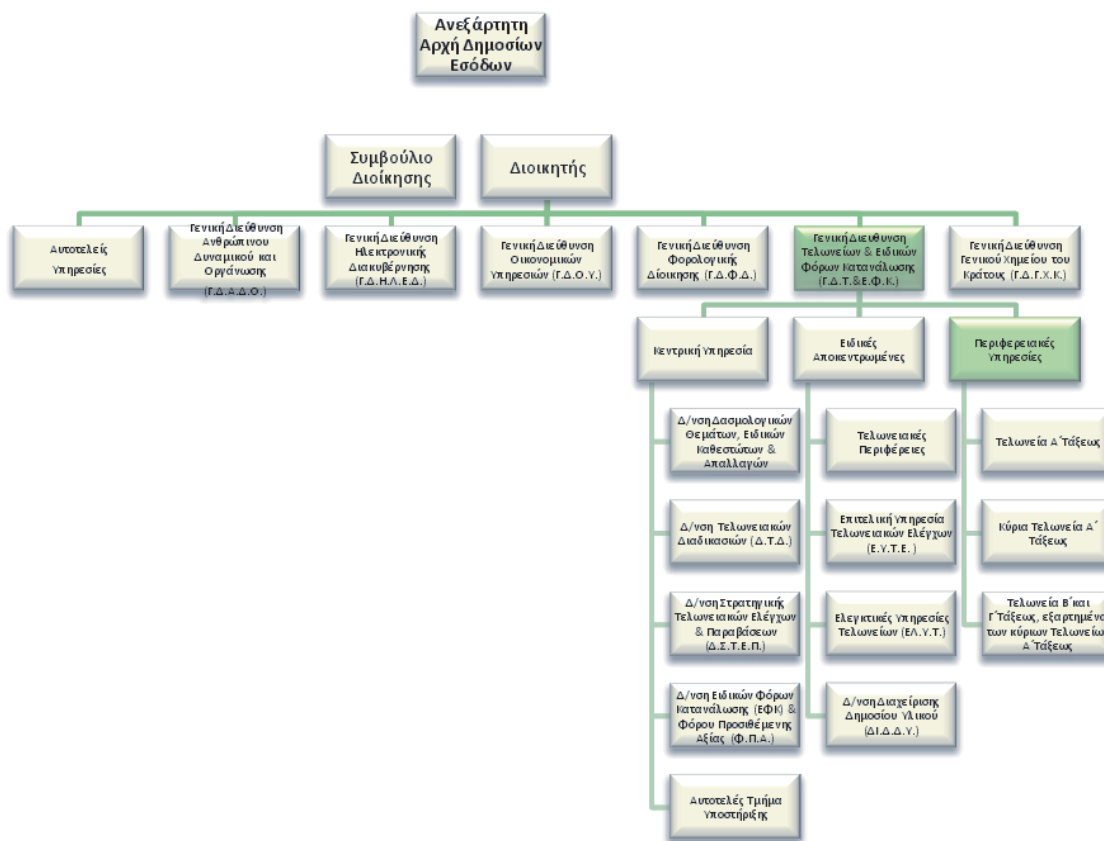 Ανεξάρτητη
Αρχή Δημοσίων
Εσόδων
Συμβούλιο
Διοίκησης
Διοικητής
Αυτοτελείς
Υπηρεσίες
Γενική Διεύθυνση
Ανθρώπινου
Δυναμικού και
Οργάνωσης
(Γ.Δ.Α.Δ.Ο.)
Γενική Διεύθυνση
Ηλεκτρονικής
Διακυβέρνησης
(Γ.Δ.Η.Λ.Ε.Δ.)
Γενική Διεύθυνση
Οικονομικών
Υπηρεσιών (Γ.Δ.Ο.Υ.)
Γενική Διεύθυνση
Φορολογικής
Δίοικησης (Γ.Δ.Φ.Δ.)
Γενική Διευθυνση
Τελωνείων & Ειδικών
Φόρων Κατανάλωσης
(Γ.Δ.Τ.&Ε.Φ.Κ.)
Γενική Διεύθυνση
Γενικού Χημείου του
Κράτους (Γ.Δ.Γ.Χ.Κ.)
Κεντρική Υπηρεσία
Ειδικές
Αποκεντρωμένες
Περιφερειακές
Υπηρεσίες
Δ/νση Δασμολογικών
Θεμάτων, Ειδικών
Καθεστώτων &
Απαλλαγών
Δ/νση Τελωνειακών
Διαδικασιών (Δ.Τ.Δ.)
Δ/νση Στρατηγικής
Τελωνειακών Ελέγχων
& Παραβάσεων
(Δ.Σ.Τ.Ε.Π.)
Δ/νση Ειδικών Φόρων
Κατανάλωσης (ΕΦΚ) &
Φόρου Προσιθέμενης
Αξίας (Φ.Π.Α.)
Αυτοτελές Τμήμα
Υποστήριξης
Τελωνειακές
Περιφέρειες
Επιτελική Υπηρεσία
Τελωνειακών Ελέγχων
(Ε.Υ.Τ.Ε. )
Ελεγκτικές Υπηρεσίες
Τελωνείων (ΕΛ.Υ.Τ.)
Δ/νση Διαχείρισης
Δημοσίου Υλικού
(ΔΙ.Δ.Δ.Υ.)
Τελωνεία Α΄Τάξεως
Κύρια Τελωνεία Α΄
Τάξεως
Τελωνεία Β΄και
Γ΄Τάξεως, εξαρτημένα
των κύριων Τελωνείων
Α΄Τάξεως